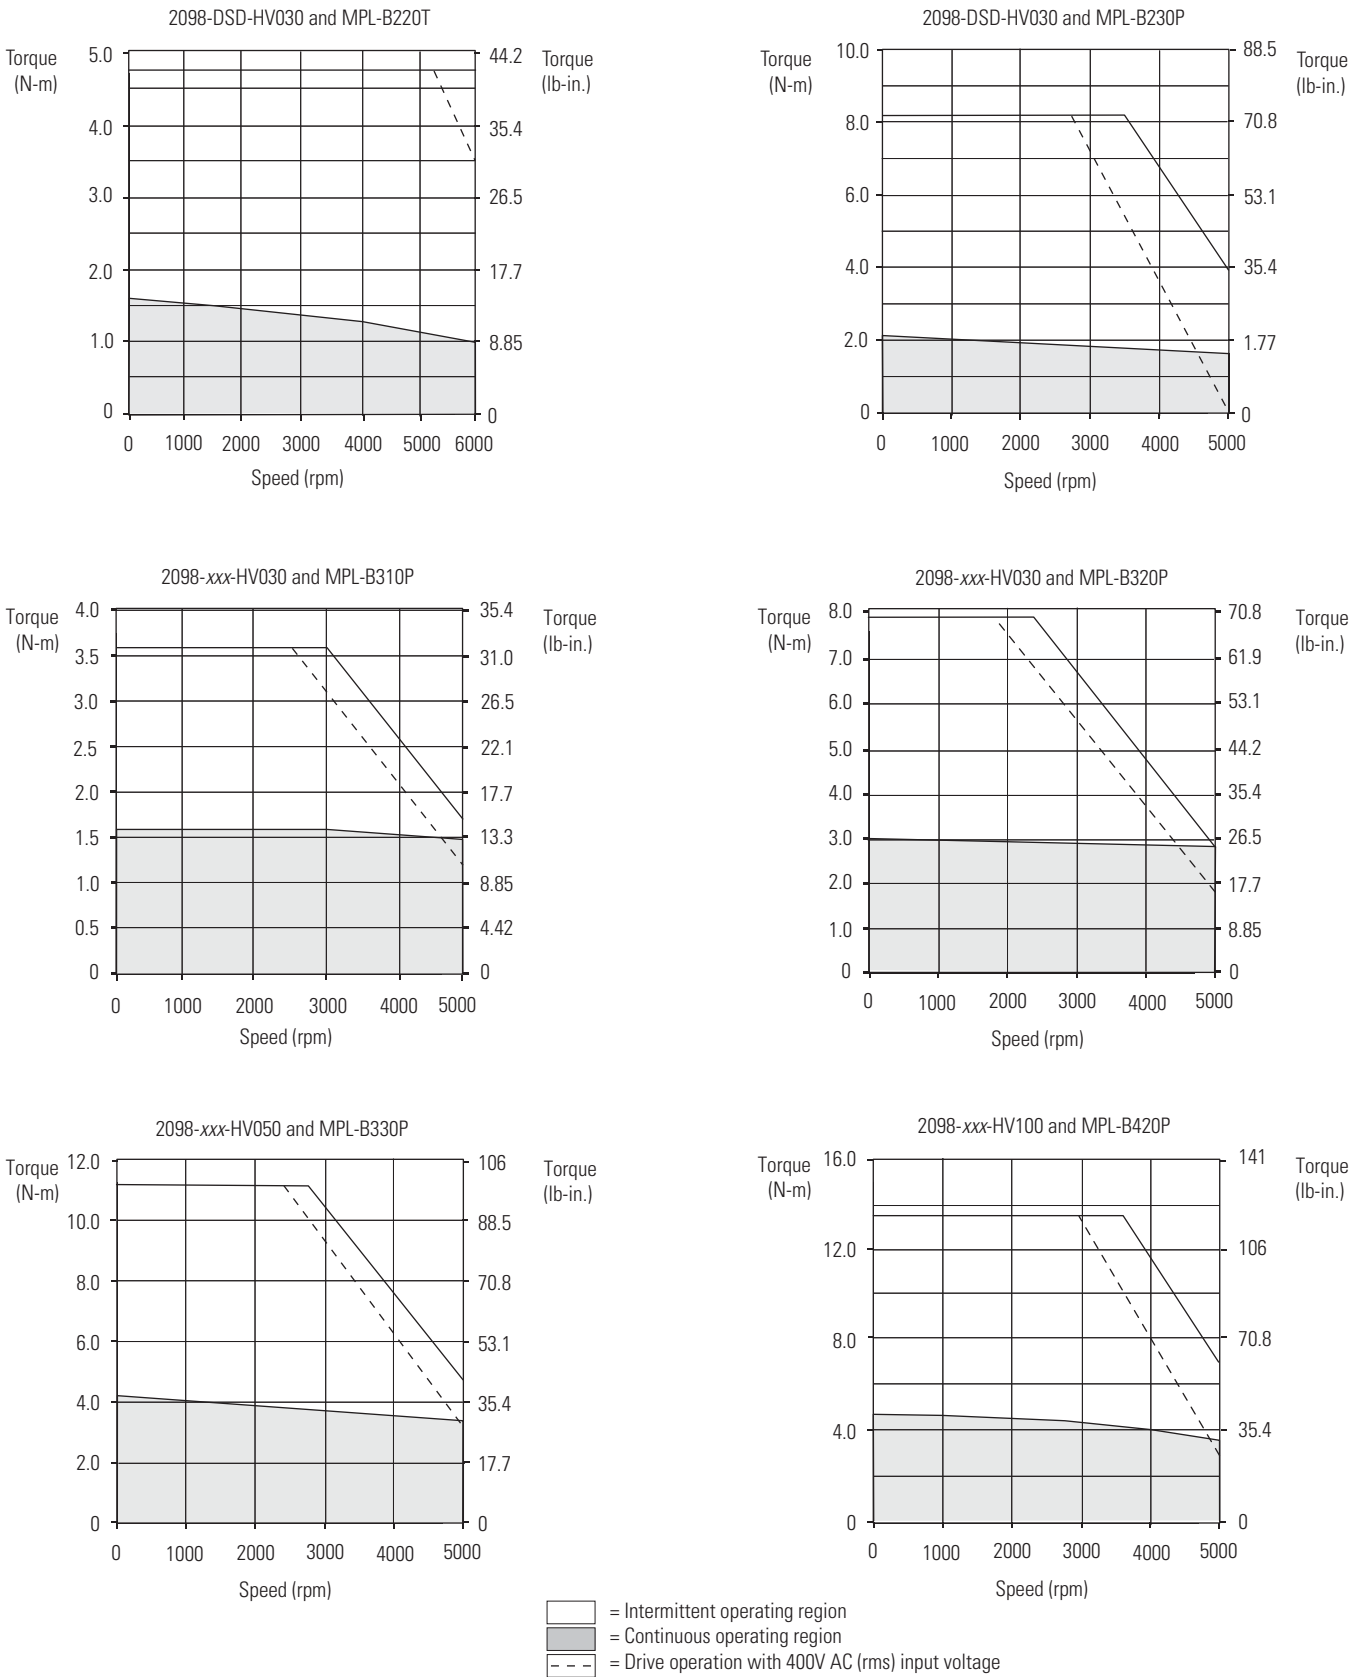 2098-DSD-HV030 and MPL-B220T
Torque
(N-m)
5.0
4.0
3.0
2.0
1.0
0
44.2
35.4
26.5
17.7
8.85
0
Torque
(lb-in.)
0 1000 2000 3000 4000 5000 6000
Speed (rpm)
2098-DSD-HV030 and MPL-B230P
Torque
(N-m)
10.0
8.0
6.0
4.0
2.0
0
88.5
70.8
53.1
35.4
1.77
0
Torque
(lb-in.)
0 1000 2000 3000 4000 5000
Speed (rpm)
2098-xxx-HV030 and MPL-B310P
Torque
(N-m)
4.0
3.5
3.0
2.5
2.0
1.5
1.0
0.5
0
35.4
31.0
26.5
22.1
17.7
13.3
8.85
4.42
0
Torque
(lb-in.)
0 1000 2000 3000 4000 5000
Speed (rpm)
2098-xxx-HV030 and MPL-B320P
Torque
(N-m)
8.0
7.0
6.0
5.0
4.0
3.0
2.0
1.0
0
70.8
61.9
53.1
44.2
35.4
26.5
17.7
8.85
0
Torque
(lb-in.)
0 1000 2000 3000 4000 5000
Speed (rpm)
2098-xxx-HV050 and MPL-B330P
Torque
(N-m)
12.0
10.0
8.0
6.0
4.0
2.0
0
106
88.5
70.8
53.1
35.4
17.7
0
Torque
(lb-in.)
0 1000 2000 3000 4000 5000
Speed (rpm)
2098-xxx-HV100 and MPL-B420P
Torque
(N-m)
16.0
12.0
8.0
4.0
0
141
106
70.8
35.4
0
Torque
(lb-in.)
0 1000 2000 3000 4000 5000
Speed (rpm)
= Intermittent operating region
= Continuous operating region
= Drive operation with 400V AC (rms) input voltage